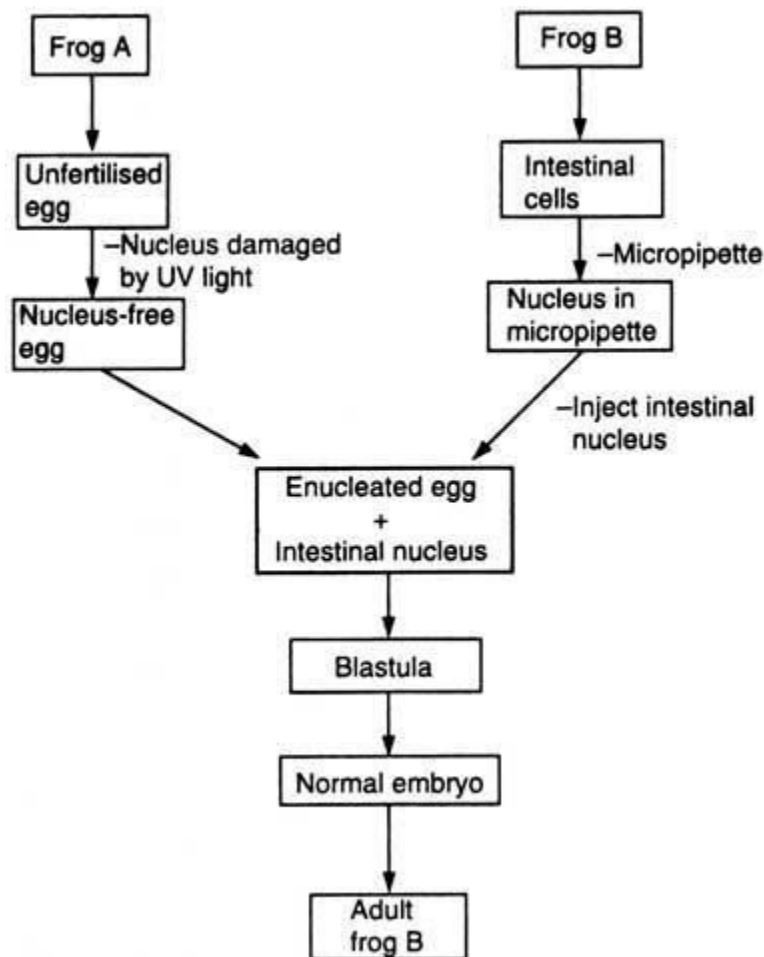 Frog A
Frog B
Unfertilised
egg
Intestinal
cells
–Nucleus damaged
by UV light
–Micropipette
Nucleus-free
egg
Nucleus in
micropipette
–Inject intestinal
nucleus
Enucleated egg
+
Intestinal nucleus
Blastula
Normal embryo
Adult
frog B